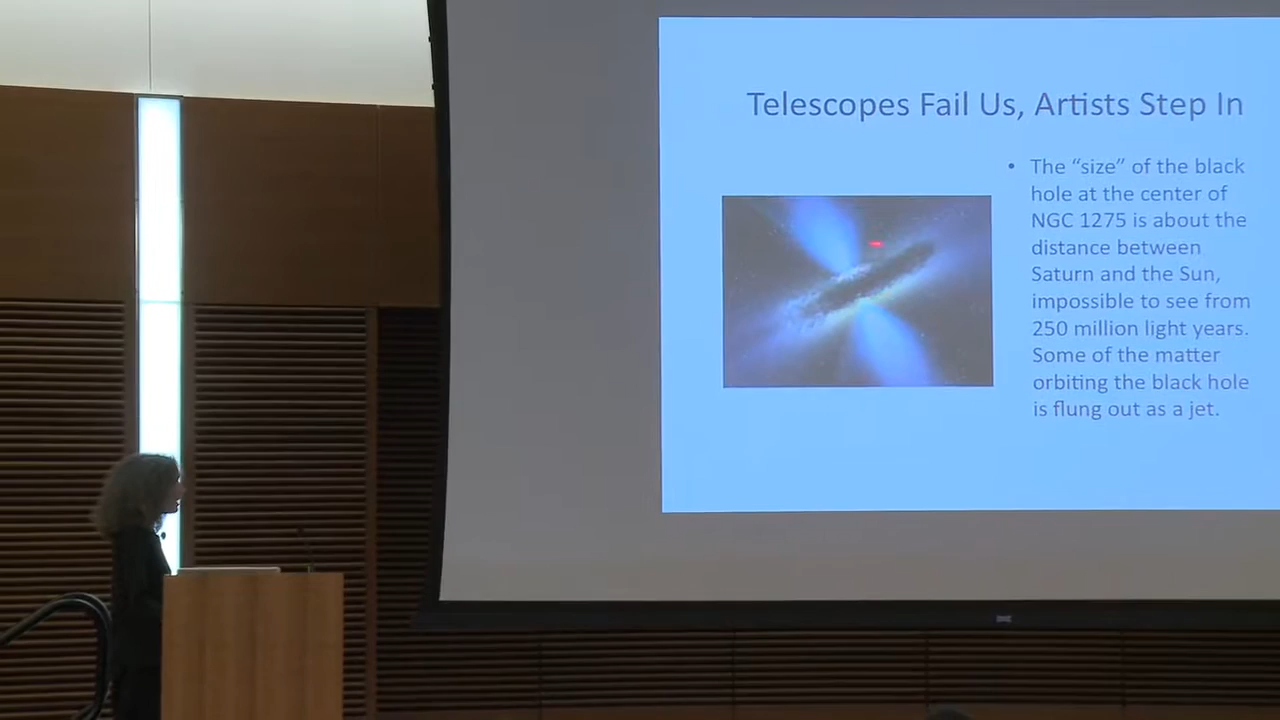 Telescopes Fail Us, Artists Step In
• The “size” of the black
hole at the center of
NGC 1275 is about the
distance between
Saturn and the Sun,
impossible to see from
250 million light years.
Some of the matter
orbiting the black hole
is flung out as a jet.